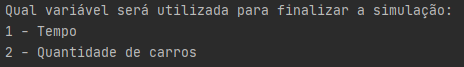 Qual variável será utilizada para finalizar a simulação:
1 - Tempo
2 - Quantidade de carros